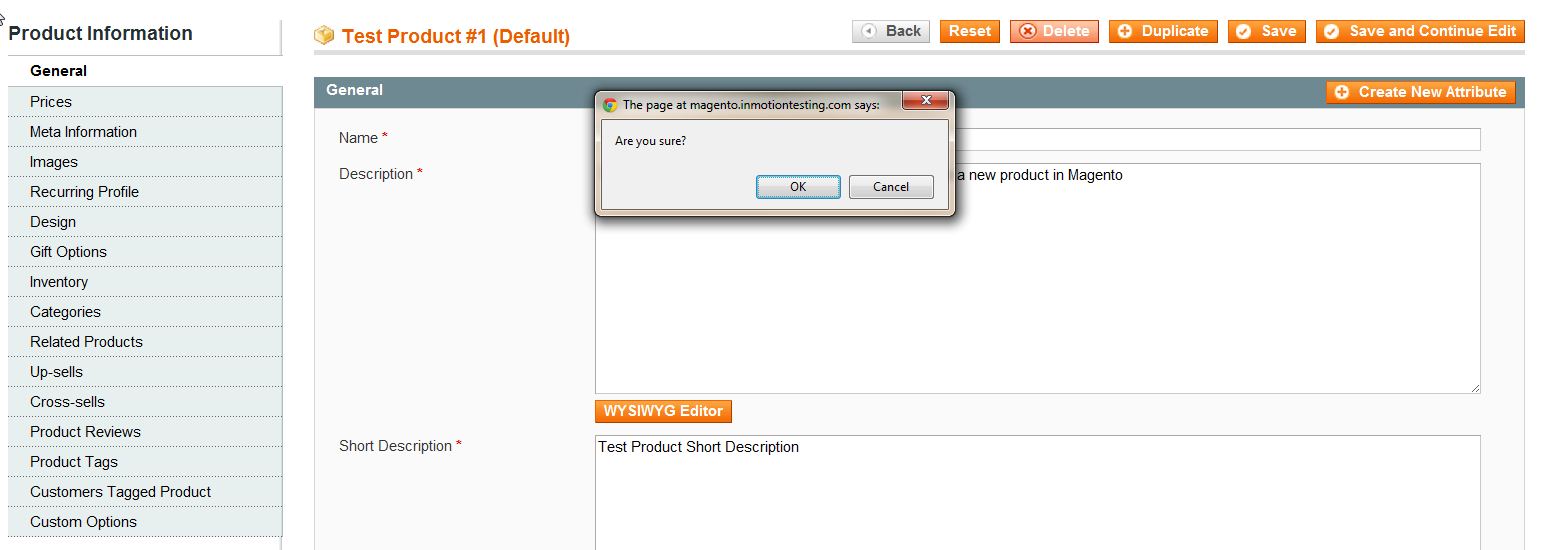 Product Information
General
Prices
Meta Information
Images
Recurring Profile
Design
Gift Options
Inventory
Categories
Related Products
Up-sells
Cross-sells
Product Reviews
Product Tags
Customers Tagged Product
Custom Options
Test Product #1 (Default)
Back Reset Delete Duplicate Save Save and Continue Edit
General
Create New Attribute
The page at magento.inmotiontesting.com says:
Are you sure?
OK Cancel
Name *
Description *
a new product in Magento
WYSIWYG Editor
Short Description *
Test Product Short Description